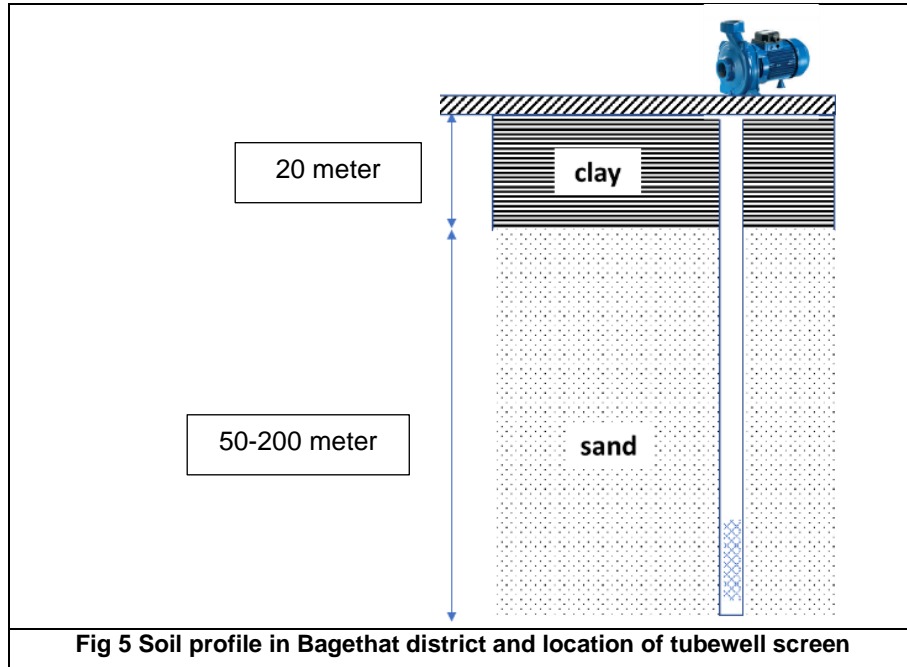 20 meter
clay
50-200 meter
sand
Fig 5 Soil profile in Bagethat district and location of tubewell screen